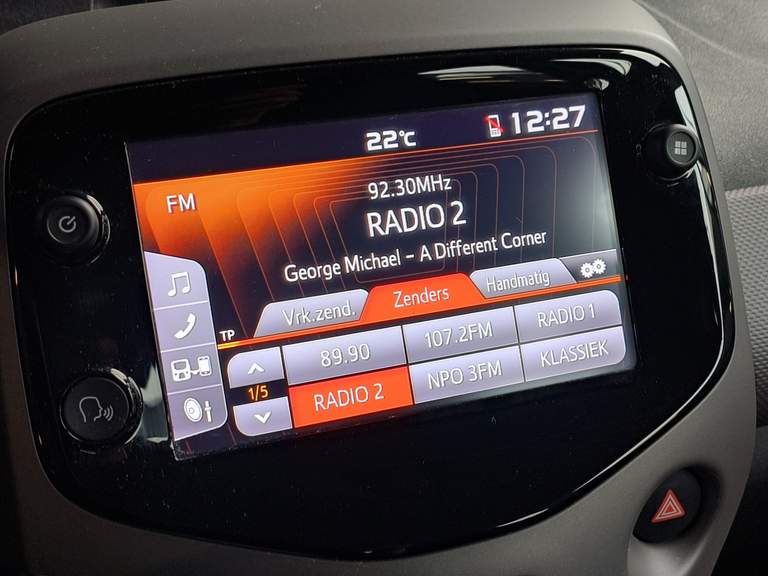 22°C
12:27
FM
92.30MHz
RADIO 2
George Michael - A Different Corner
Vrk.zend.
Zenders
Handmatig
TP
1/5
89.90
107.2FM
RADIO 1
RADIO 2
NPO 3FM
KLASSIEK